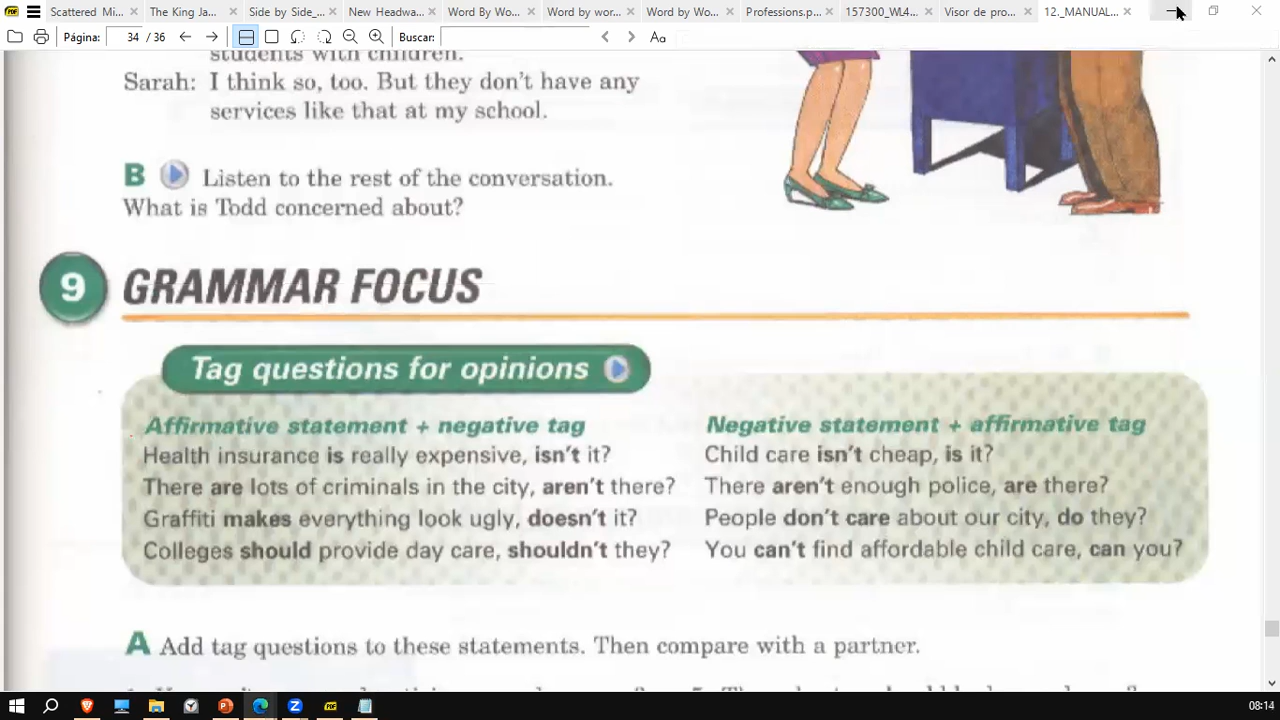 Scattered Mi...
The King Ja...
Side by Side_...
New Headwa...
Word By Wo...
Word by wor...
Word by Wo...
Professions.p...
157300_WL4...
Visor de pro...
12._MANUAL...
Página: 34 / 36
Buscar:
Aa
students with children.
Sarah: I think so, too. But they don't have any
services like that at my school.
B Listen to the rest of the conversation.
What is Todd concerned about?
9 GRAMMAR FOCUS
Tag questions for opinions
Affirmative statement + negative tag
Health insurance is really expensive, isn't it?
There are lots of criminals in the city, aren't there?
Graffiti makes everything look ugly, doesn't it?
Colleges should provide day care, shouldn't they?
Negative statement + affirmative tag
Child care isn't cheap, is it?
There aren't enough police, are there?
People don't care about our city, do they?
You can't find affordable child care, can you?
A Add tag questions to these statements. Then compare with a partner.
08:14